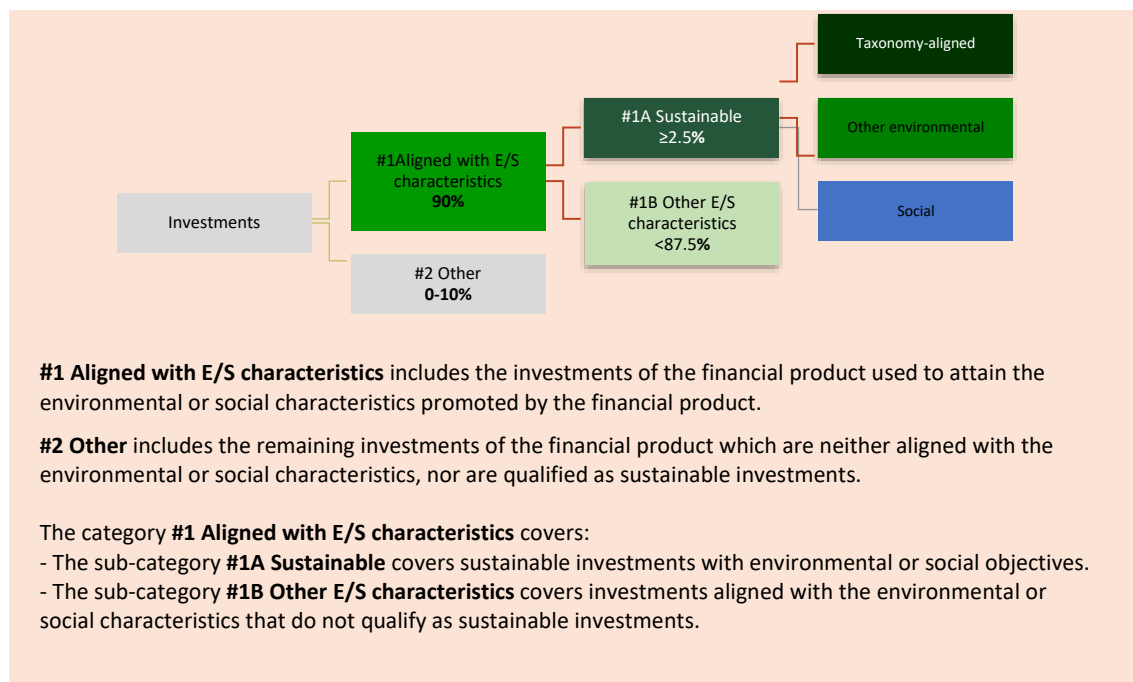 Taxonomy-aligned
#1A Sustainable
≥2.5%
Other environmental
#1Aligned with E/S
characteristics
90%
#1B Other E/S
characteristics
<87.5%
Social
Investments
#2 Other
0-10%
#1 Aligned with E/S characteristics includes the investments of the financial product used to attain the
environmental or social characteristics promoted by the financial product.
#2 Other includes the remaining investments of the financial product which are neither aligned with the
environmental or social characteristics, nor are qualified as sustainable investments.
The category #1 Aligned with E/S characteristics covers:
- The sub-category #1A Sustainable covers sustainable investments with environmental or social objectives.
- The sub-category #1B Other E/S characteristics covers investments aligned with the environmental or
social characteristics that do not qualify as sustainable investments.